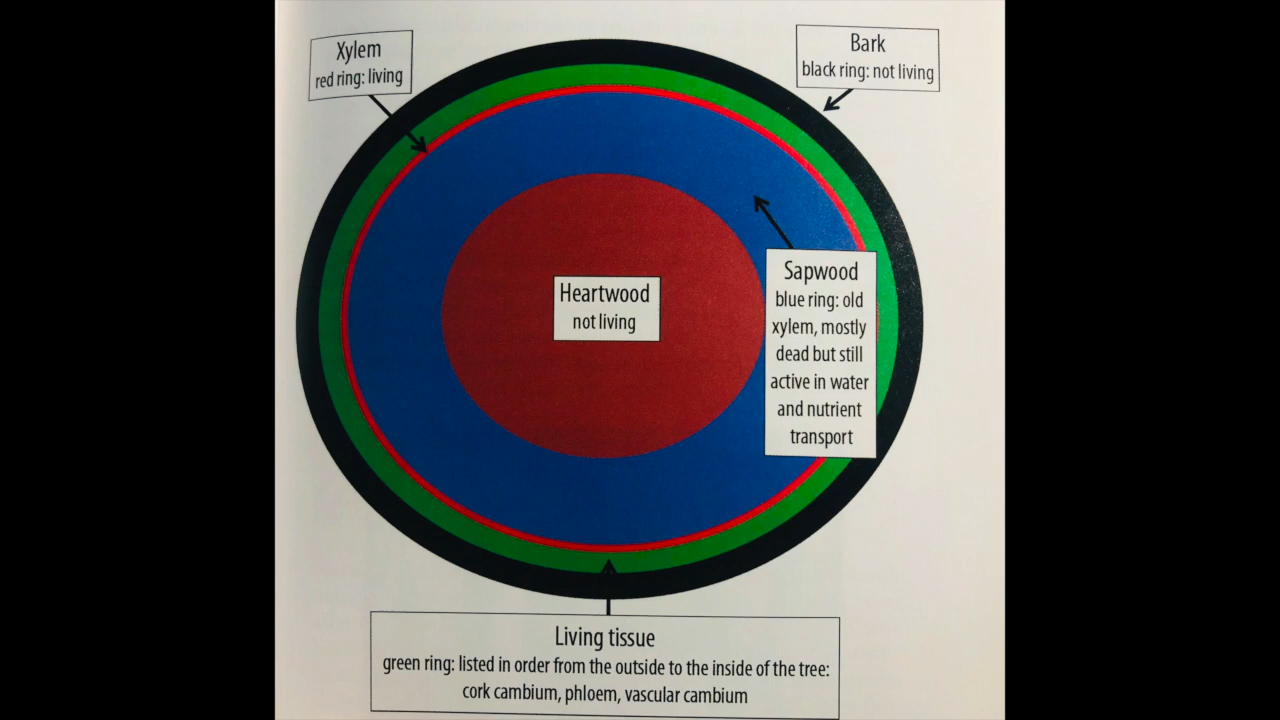 Xylem
red ring: living
Bark
black ring: not living
Heartwood
not living
Sapwood
blue ring: old
xylem, mostly
dead but still
active in water
and nutrient
transport
Living tissue
green ring: listed in order from the outside to the inside of the tree:
cork cambium, phloem, vascular cambium